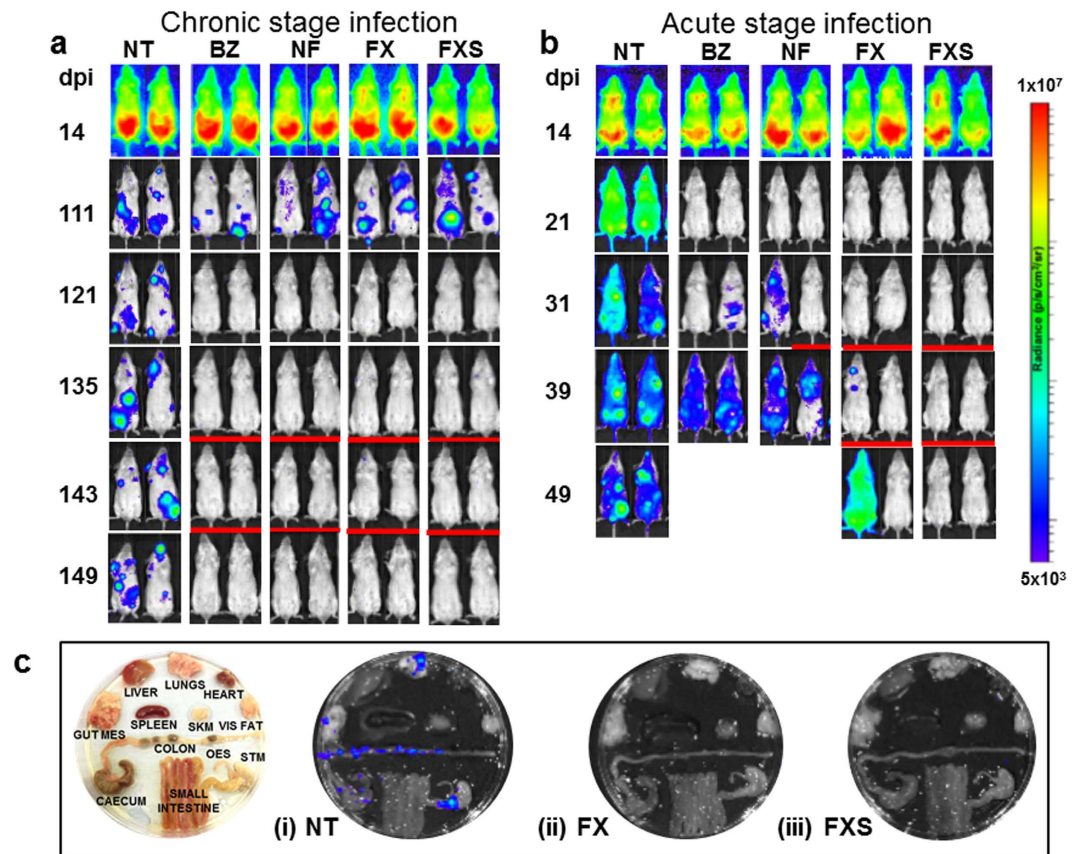 Chronic stage infection
a
NT BZ NF FX FXS
dpi
14
111
121
135
143
149
Acute stage infection
b
NT BZ NF FX FXS
dpi
14
21
31
39
49
1x10⁷
Radiance (p/s/cm²/sr)
5x10³
c
LIVER LUNGS HEART
SPLEEN SKM VIS FAT
GUT MES
COLON OES STM
CAECUM
SMALL
INTESTINE
(i) NT
(ii) FX
(iii) FXS